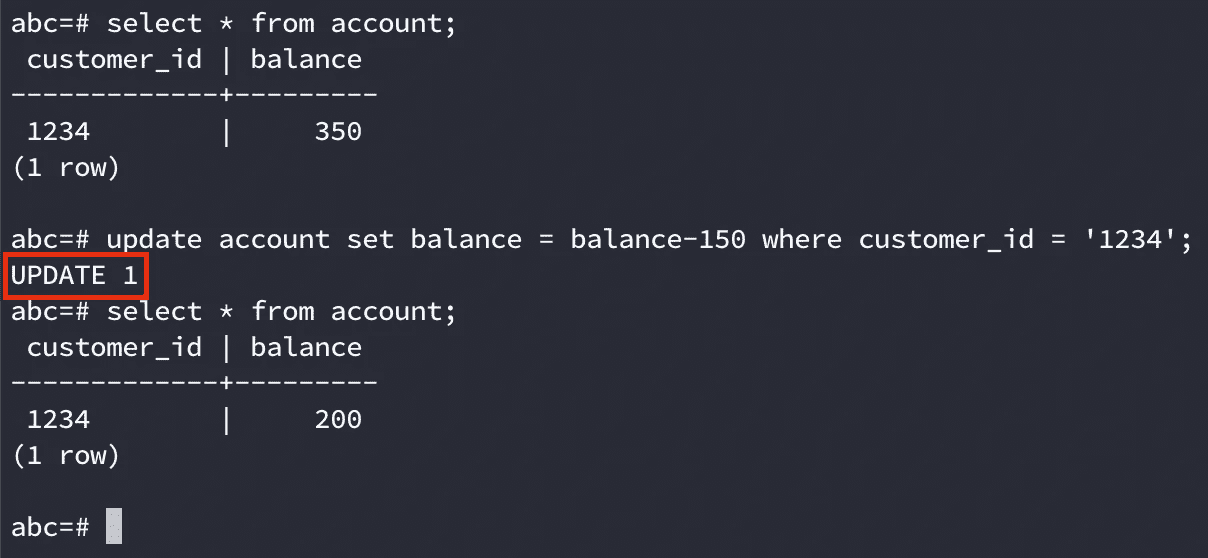 abc=# select * from account;
 customer_id | balance
-------------+---------
 1234        |     350
(1 row)

abc=# update account set balance = balance-150 where customer_id = '1234';
UPDATE 1
abc=# select * from account;
 customer_id | balance
-------------+---------
 1234        |     200
(1 row)

abc=#